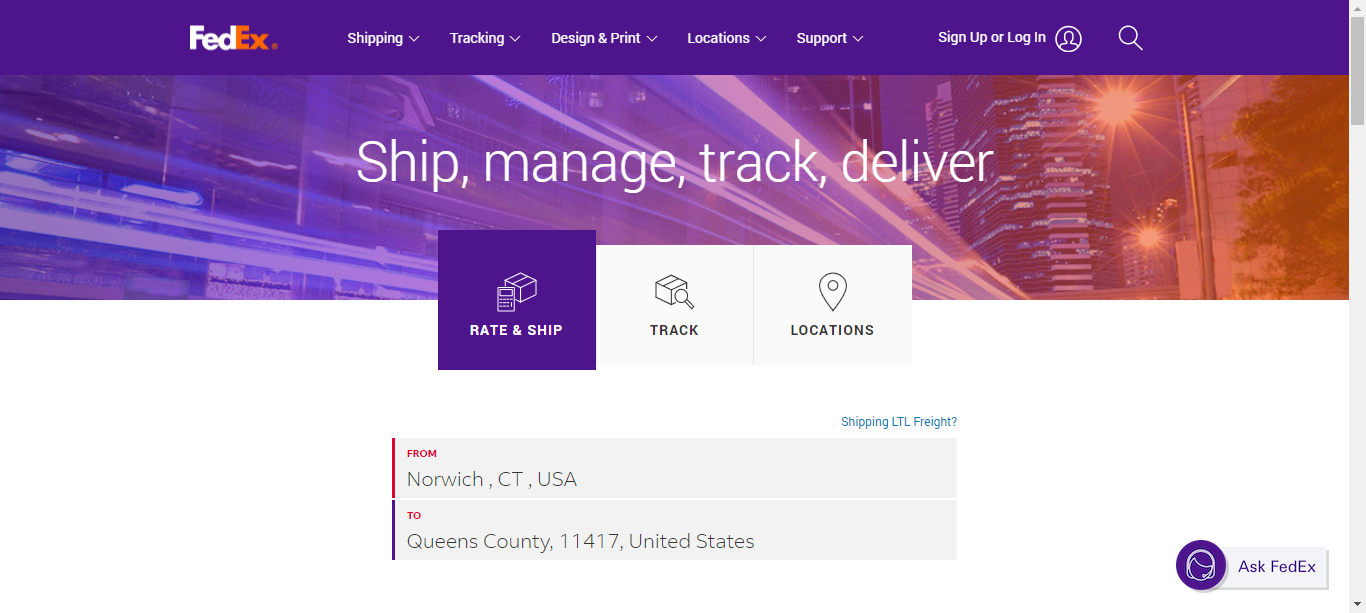 FedEx®
Shipping
Tracking
Design & Print
Locations
Support
Sign Up or Log In
Ship, manage, track, deliver
RATE & SHIP
TRACK
LOCATIONS
Shipping LTL Freight?
FROM
Norwich , CT , USA
TO
Queens County, 11417, United States
Ask FedEx